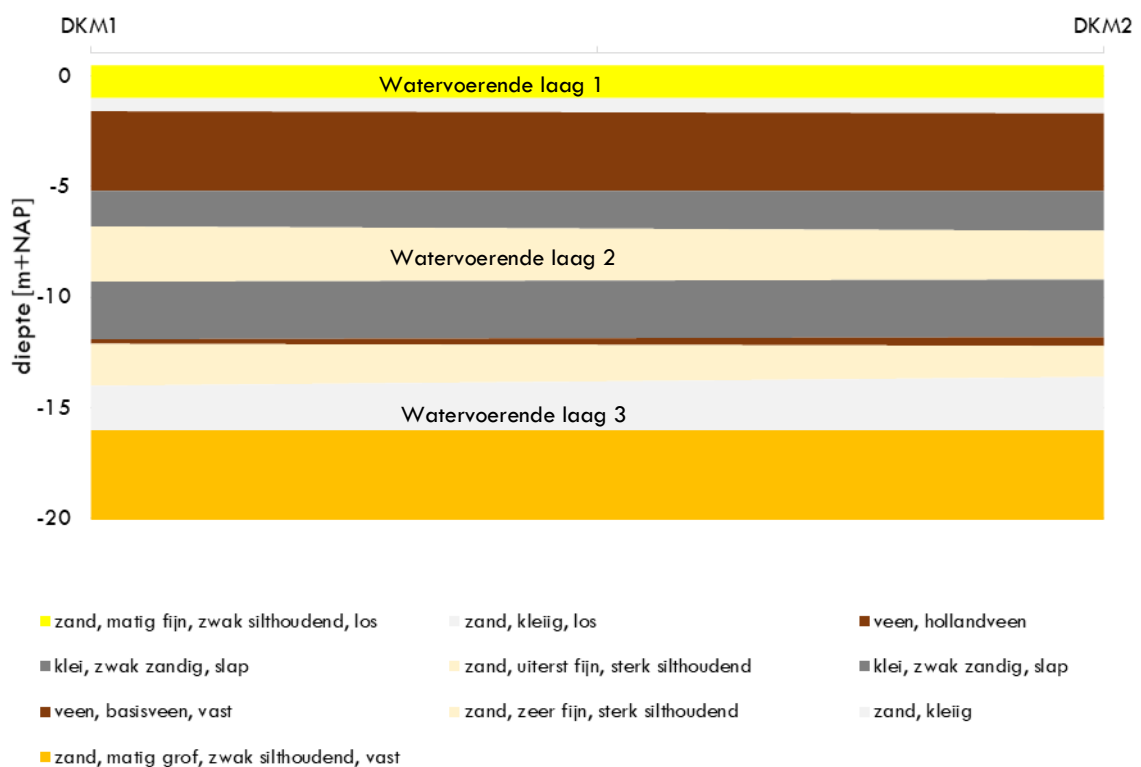 DKM1 DKM2
0
Watervoerende laag 1
-5
Watervoerende laag 2
-10
-15
Watervoerende laag 3
-20
diepte [m+NAP]
zand, matig fijn, zwak silthoudend, los
zand, kleiig, los
veen, hollandveen
klei, zwak zandig, slap
zand, uiterst fijn, sterk silthoudend
klei, zwak zandig, slap
veen, basisveen, vast
zand, zeer fijn, sterk silthoudend
zand, kleiig
zand, matig grof, zwak silthoudend, vast